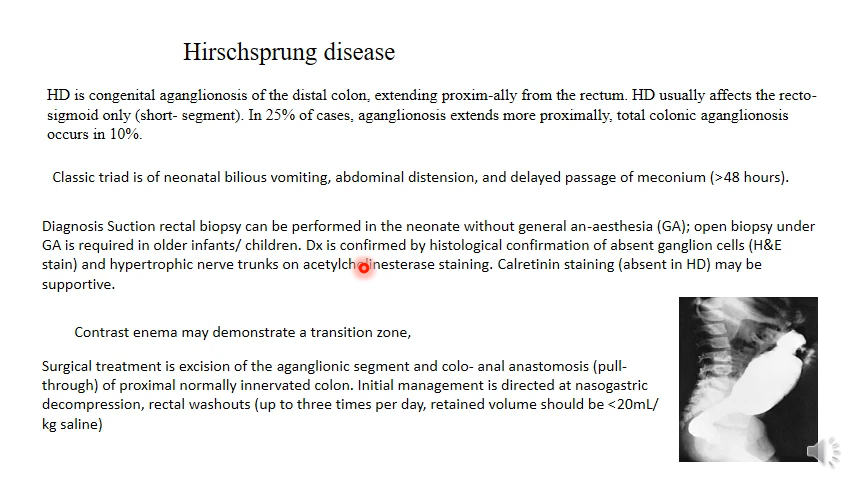 Hirschsprung disease
HD is congenital aganglionosis of the distal colon, extending proxim-ally from the rectum. HD usually affects the recto-
sigmoid only (short- segment). In 25% of cases, aganglionosis extends more proximally, total colonic aganglionosis
occurs in 10%.
Classic triad is of neonatal bilious vomiting, abdominal distension, and delayed passage of meconium (>48 hours).
Diagnosis Suction rectal biopsy can be performed in the neonate without general an-aesthesia (GA); open biopsy under
GA is required in older infants/ children. Dx is confirmed by histological confirmation of absent ganglion cells (H&E
stain) and hypertrophic nerve trunks on acetylcholinesterase staining. Calretinin staining (absent in HD) may be
supportive.
Contrast enema may demonstrate a transition zone,
Surgical treatment is excision of the aganglionic segment and colo- anal anastomosis (pull-
through) of proximal normally innervated colon. Initial management is directed at nasogastric
decompression, rectal washouts (up to three times per day, retained volume should be <20mL/
kg saline)